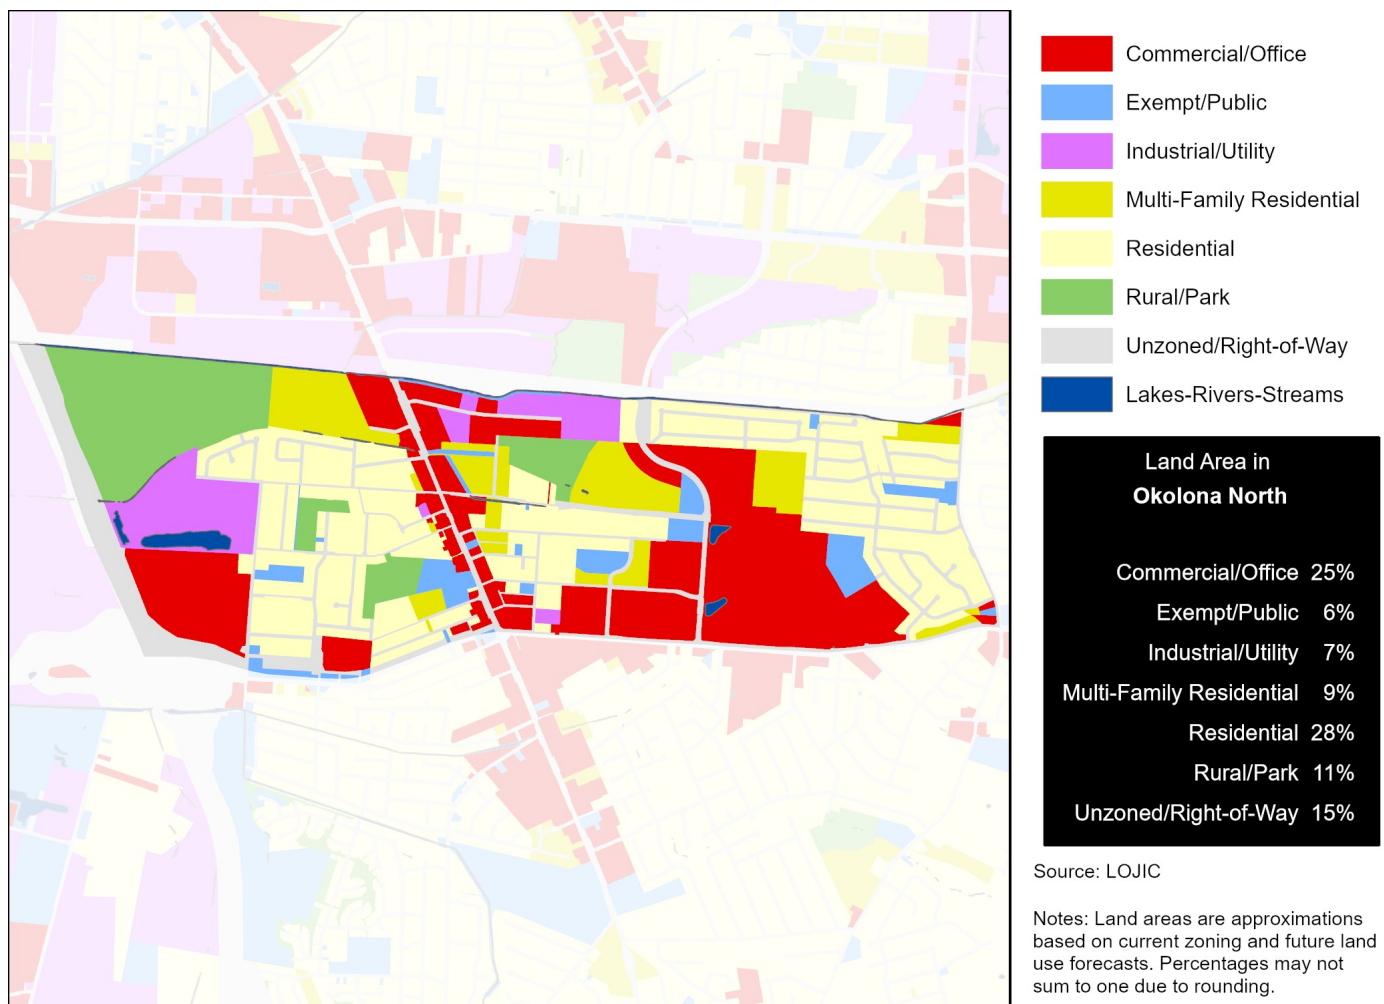 Commercial/Office
Exempt/Public
Industrial/Utility
Multi-Family Residential
Residential
Rural/Park
Unzoned/Right-of-Way
Lakes-Rivers-Streams
Land Area in
Okolona North
Commercial/Office 25%
Exempt/Public 6%
Industrial/Utility 7%
Multi-Family Residential 9%
Residential 28%
Rural/Park 11%
Unzoned/Right-of-Way 15%
Source: LOJIC
Notes: Land areas are approximations
based on current zoning and future land
use forecasts. Percentages may not
sum to one due to rounding.